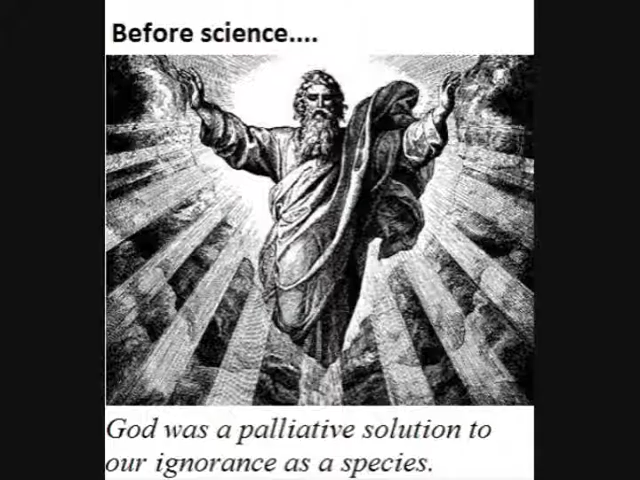 Before science....
God was a palliative solution to
our ignorance as a species.